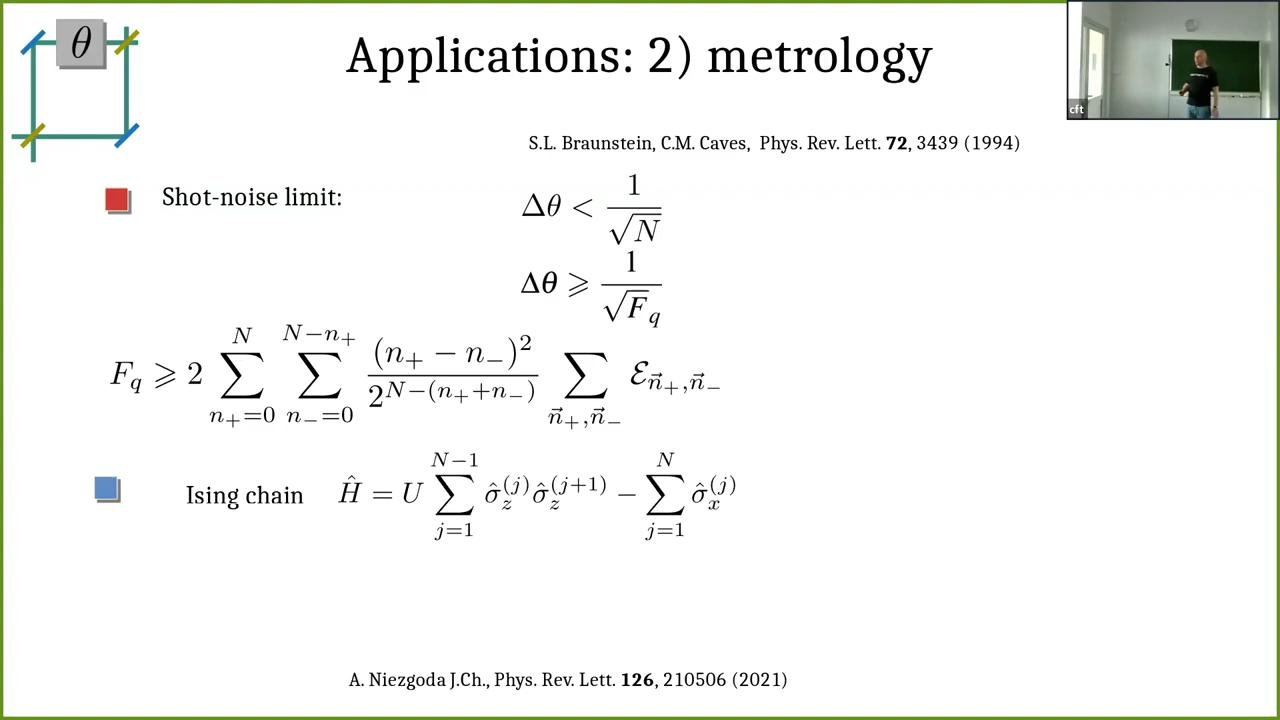 θ
Applications: 2) metrology
cft
S.L. Braunstein, C.M. Caves, Phys. Rev. Lett. 72, 3439 (1994)
Shot-noise limit: Δθ < 1/√N
Δθ ⩾ 1/√F_q
F_q ⩾ 2 ∑_{n_+=0}^{N} ∑_{n_-=0}^{N-n_+} (n_+ − n_-)^2 / 2^{N-(n_++n_-)} ∑_{\vec{n}_+,\vec{n}_-} ℰ_{\vec{n}_+,\vec{n}_-}
Ising chain Ĥ = U ∑_{j=1}^{N-1} σ̂_z^{(j)} σ̂_z^{(j+1)} − ∑_{j=1}^{N} σ̂_x^{(j)}
A. Niezgoda J.Ch., Phys. Rev. Lett. 126, 210506 (2021)